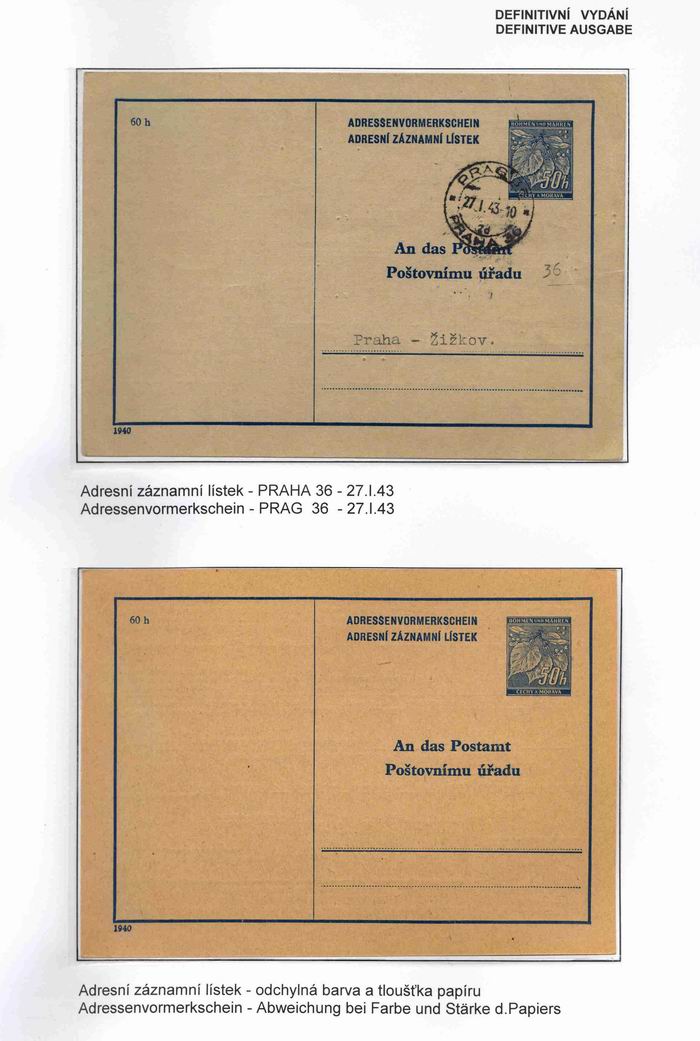 DEFINITIVNÍ VYDÁNÍ
DEFINITIVE AUSGABE
60 h
ADRESSENVORMERKSCHEIN
ADRESNÍ ZÁZNAMNÍ LÍSTEK
BÖHMEN UND MÄHREN
50h
ČECHY A MORAVA
PRAG
27.I.43-10
PRAHA 36
An das Postamt
Poštovnímu úřadu
36
Praha - Žižkov.
1940
Adresní záznamní lístek - PRAHA 36 - 27.I.43
Adressenvormerkschein - PRAG 36 - 27.I.43
60 h
ADRESSENVORMERKSCHEIN
ADRESNÍ ZÁZNAMNÍ LÍSTEK
BÖHMEN UND MÄHREN
50h
ČECHY A MORAVA
An das Postamt
Poštovnímu úřadu
1940
Adresní záznamní lístek - odchylná barva a tloušťka papíru
Adressenvormerkschein - Abweichung bei Farbe und Stärke d.Papiers